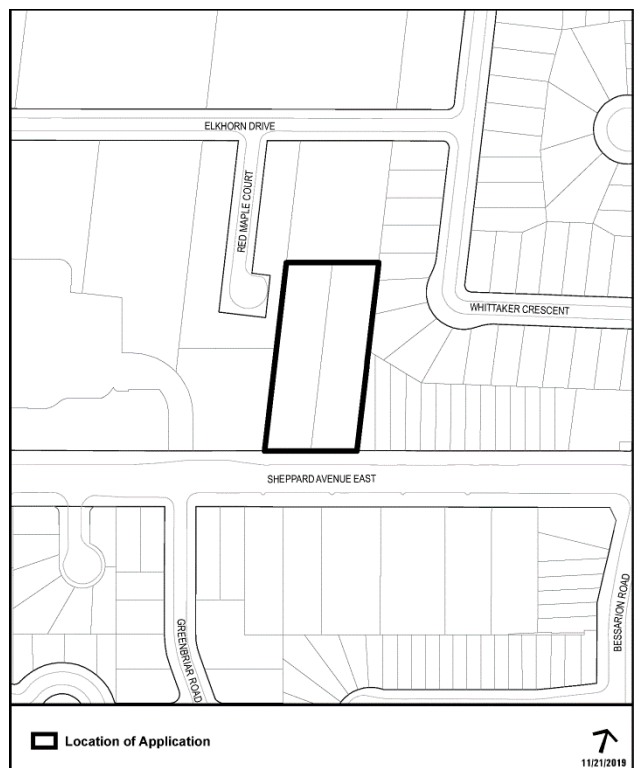 ELKHORN DRIVE
RED MAPLE COURT
WHITTAKER CRESCENT
SHEPPARD AVENUE EAST
GREENBRIAR ROAD
BESSARION ROAD
Location of Application
11/21/2019